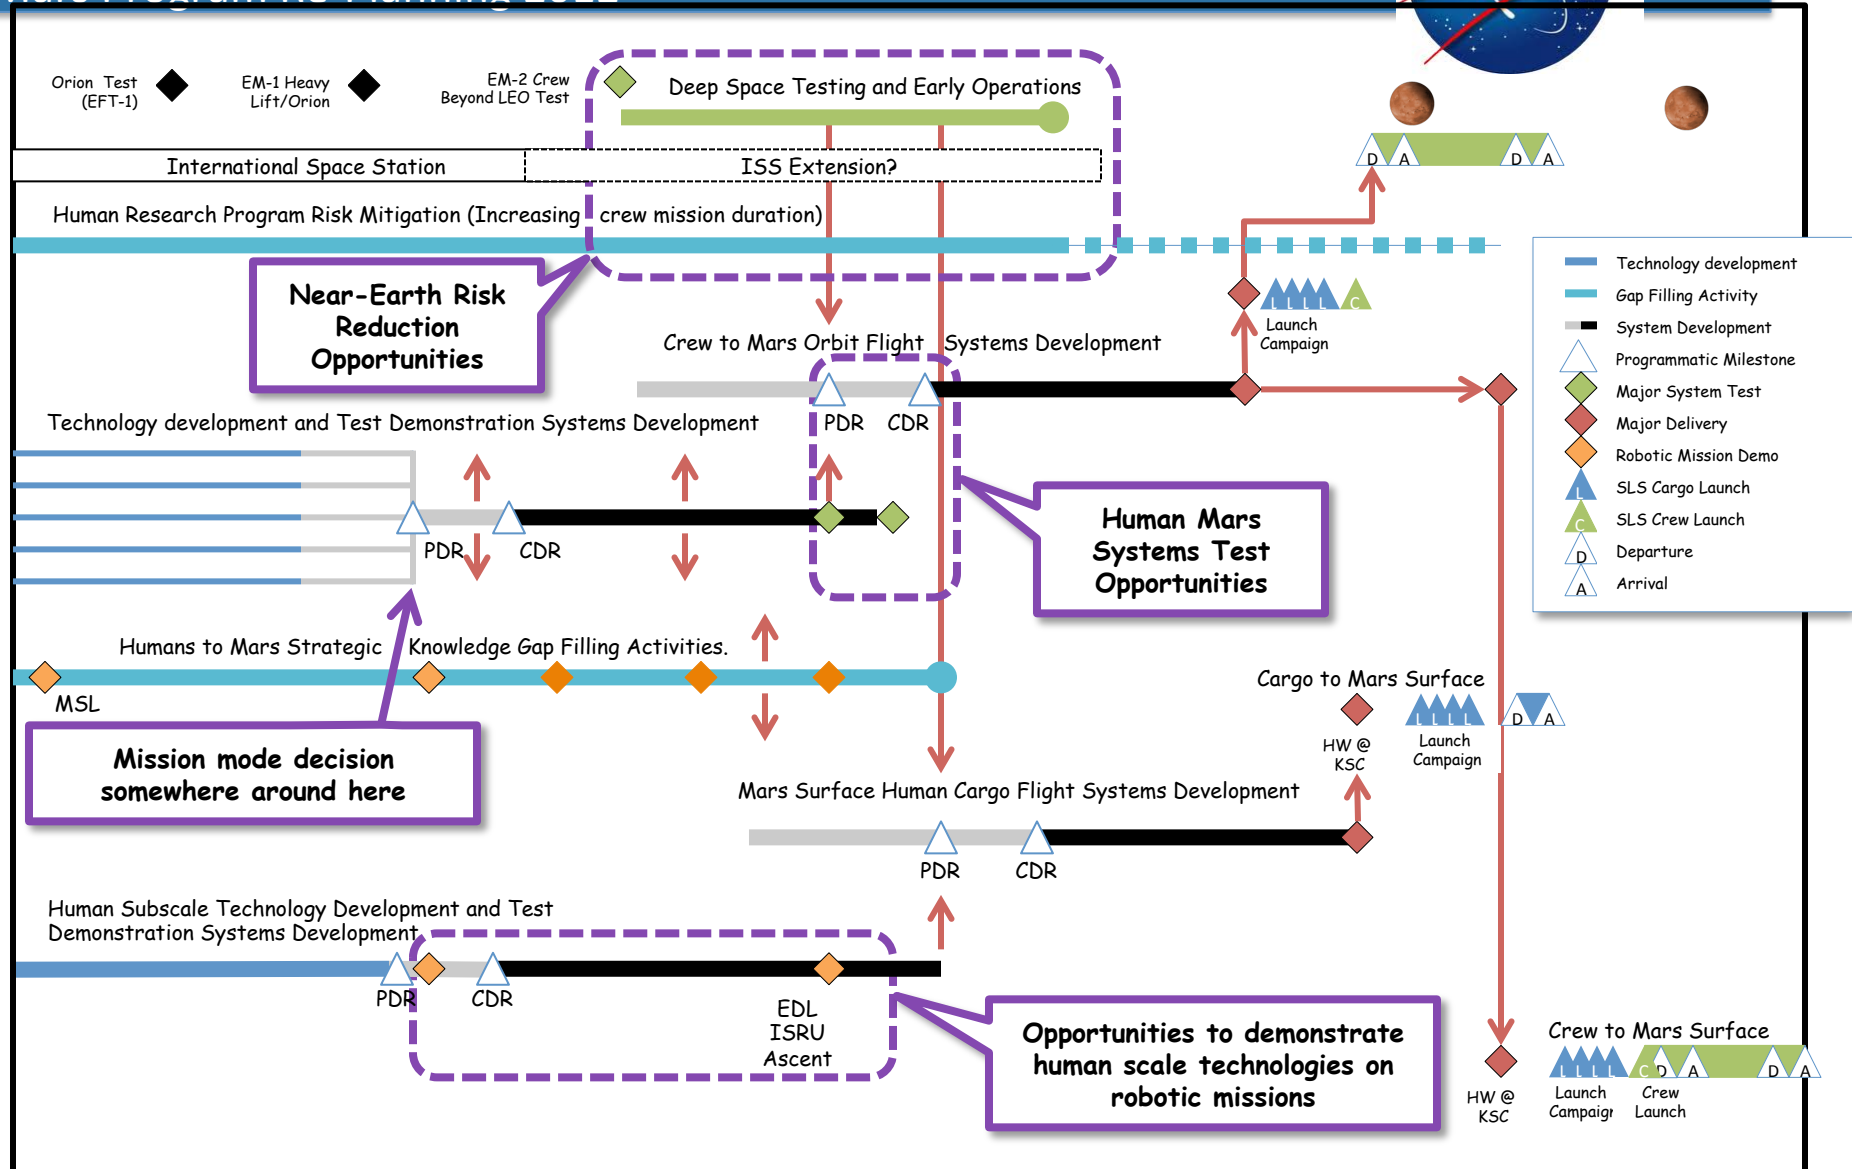 Mars Program Re-Planning 2012
Orion Test
(EFT-1)
EM-1 Heavy
Lift/Orion
EM-2 Crew
Beyond LEO Test
Deep Space Testing and Early Operations
D A D A
International Space Station
ISS Extension?
Human Research Program Risk Mitigation (Increasing crew mission duration)
Near-Earth Risk
Reduction
Opportunities
L L L L C
Launch
Campaign
Crew to Mars Orbit Flight Systems Development
PDR CDR
Technology development
Gap Filling Activity
System Development
Programmatic Milestone
Major System Test
Major Delivery
Robotic Mission Demo
L SLS Cargo Launch
C SLS Crew Launch
D Departure
A Arrival
Technology development and Test Demonstration Systems Development
PDR CDR
Human Mars
Systems Test
Opportunities
Humans to Mars Strategic Knowledge Gap Filling Activities.
MSL
Mission mode decision
somewhere around here
Cargo to Mars Surface
L L L L D A
HW @
KSC
Launch
Campaign
Mars Surface Human Cargo Flight Systems Development
PDR CDR
Human Subscale Technology Development and Test
Demonstration Systems Development
PDR CDR
EDL
ISRU
Ascent
Opportunities to demonstrate
human scale technologies on
robotic missions
Crew to Mars Surface
L L L L C D A D A
HW @
KSC
Launch
Campaign
Crew
Launch